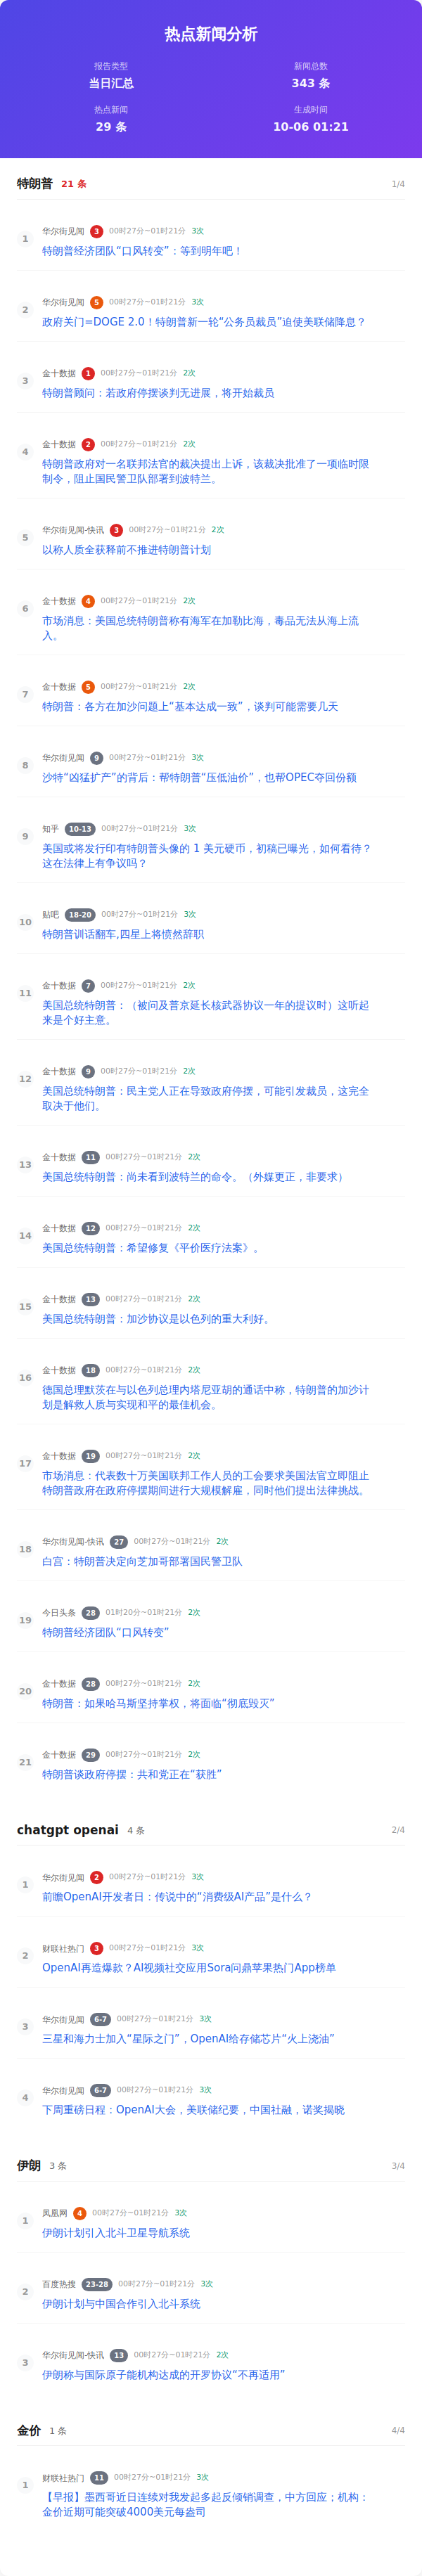 热点新闻分析
报告类型
当日汇总
新闻总数
343 条
热点新闻
29 条
生成时间
10-06 01:21
特朗普 21 条 1/4
1
华尔街见闻 3 00时27分~01时21分 3次
特朗普经济团队“口风转变”：等到明年吧！
2
华尔街见闻 5 00时27分~01时21分 3次
政府关门=DOGE 2.0！特朗普新一轮“公务员裁员”迫使美联储降息？
3
金十数据 1 00时27分~01时21分 2次
特朗普顾问：若政府停摆谈判无进展，将开始裁员
4
金十数据 2 00时27分~01时21分 2次
特朗普政府对一名联邦法官的裁决提出上诉，该裁决批准了一项临时限
制令，阻止国民警卫队部署到波特兰。
5
华尔街见闻-快讯 3 00时27分~01时21分 2次
以称人质全获释前不推进特朗普计划
6
金十数据 4 00时27分~01时21分 2次
市场消息：美国总统特朗普称有海军在加勒比海，毒品无法从海上流
入。
7
金十数据 5 00时27分~01时21分 2次
特朗普：各方在加沙问题上“基本达成一致”，谈判可能需要几天
8
华尔街见闻 9 00时27分~01时21分 3次
沙特“凶猛扩产”的背后：帮特朗普“压低油价”，也帮OPEC夺回份额
9
知乎 10-13 00时27分~01时21分 3次
美国或将发行印有特朗普头像的 1 美元硬币，初稿已曝光，如何看待？
这在法律上有争议吗？
10
贴吧 18-20 00时27分~01时21分 3次
特朗普训话翻车,四星上将愤然辞职
11
金十数据 7 00时27分~01时21分 2次
美国总统特朗普：（被问及普京延长核武器协议一年的提议时）这听起
来是个好主意。
12
金十数据 9 00时27分~01时21分 2次
美国总统特朗普：民主党人正在导致政府停摆，可能引发裁员，这完全
取决于他们。
13
金十数据 11 00时27分~01时21分 2次
美国总统特朗普：尚未看到波特兰的命令。（外媒更正，非要求）
14
金十数据 12 00时27分~01时21分 2次
美国总统特朗普：希望修复《平价医疗法案》。
15
金十数据 13 00时27分~01时21分 2次
美国总统特朗普：加沙协议是以色列的重大利好。
16
金十数据 18 00时27分~01时21分 2次
德国总理默茨在与以色列总理内塔尼亚胡的通话中称，特朗普的加沙计
划是解救人质与实现和平的最佳机会。
17
金十数据 19 00时27分~01时21分 2次
市场消息：代表数十万美国联邦工作人员的工会要求美国法官立即阻止
特朗普政府在政府停摆期间进行大规模解雇，同时他们提出法律挑战。
18
华尔街见闻-快讯 27 00时27分~01时21分 2次
白宫：特朗普决定向芝加哥部署国民警卫队
19
今日头条 28 01时20分~01时21分 2次
特朗普经济团队“口风转变”
20
金十数据 28 00时27分~01时21分 2次
特朗普：如果哈马斯坚持掌权，将面临“彻底毁灭”
21
金十数据 29 00时27分~01时21分 2次
特朗普谈政府停摆：共和党正在“获胜”
chatgpt openai 4 条 2/4
1
华尔街见闻 2 00时27分~01时21分 3次
前瞻OpenAI开发者日：传说中的“消费级AI产品”是什么？
2
财联社热门 3 00时27分~01时21分 3次
OpenAI再造爆款？AI视频社交应用Sora问鼎苹果热门App榜单
3
华尔街见闻 6-7 00时27分~01时21分 3次
三星和海力士加入“星际之门”，OpenAI给存储芯片“火上浇油”
4
华尔街见闻 6-7 00时27分~01时21分 3次
下周重磅日程：OpenAI大会，美联储纪要，中国社融，诺奖揭晓
伊朗 3 条 3/4
1
凤凰网 4 00时27分~01时21分 3次
伊朗计划引入北斗卫星导航系统
2
百度热搜 23-28 00时27分~01时21分 3次
伊朗计划与中国合作引入北斗系统
3
华尔街见闻-快讯 13 00时27分~01时21分 2次
伊朗称与国际原子能机构达成的开罗协议“不再适用”
金价 1 条 4/4
1
财联社热门 11 00时27分~01时21分 3次
【早报】墨西哥近日连续对我发起多起反倾销调查，中方回应；机构：
金价近期可能突破4000美元每盎司